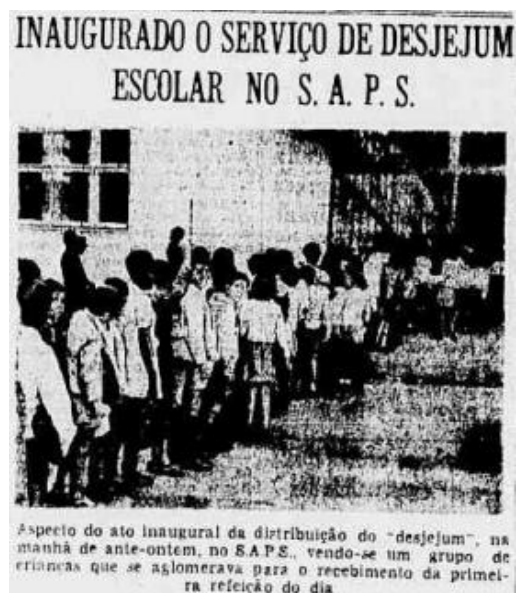 INAUGURADO O SERVIÇO DE DESJEJUM
ESCOLAR NO S. A. P. S.
Aspecto do ato inaugural da distribuição do "desjejum", na
manhã de ante-ontem, no S.A.P.S., vendo-se um grupo de
crianças que se aglomerava para o recebimento da primei-
ra refeição do dia